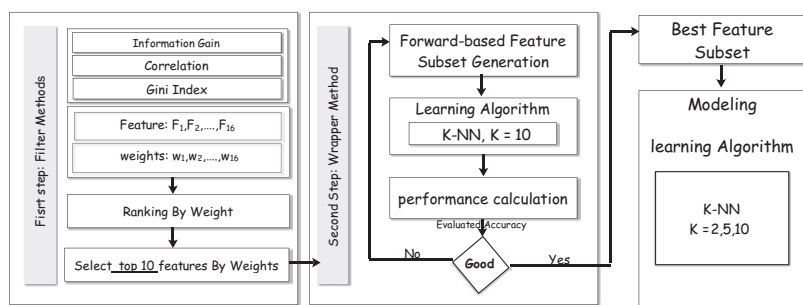 Fisrt step: Filter Methods
Information Gain
Correlation
Gini Index
Feature: F₁,F₂,....,F₁₆
weights: w₁,w₂,....,w₁₆
Ranking By Weight
Select top 10 features By Weights
Second Step: Wrapper Method
Forward-based Feature
Subset Generation
Learning Algorithm
K-NN, K = 10
performance calculation
Evaluated Accuracy
No
Good
Yes
Best Feature
Subset
Modeling
learning Algorithm
K-NN
K =2,5,10